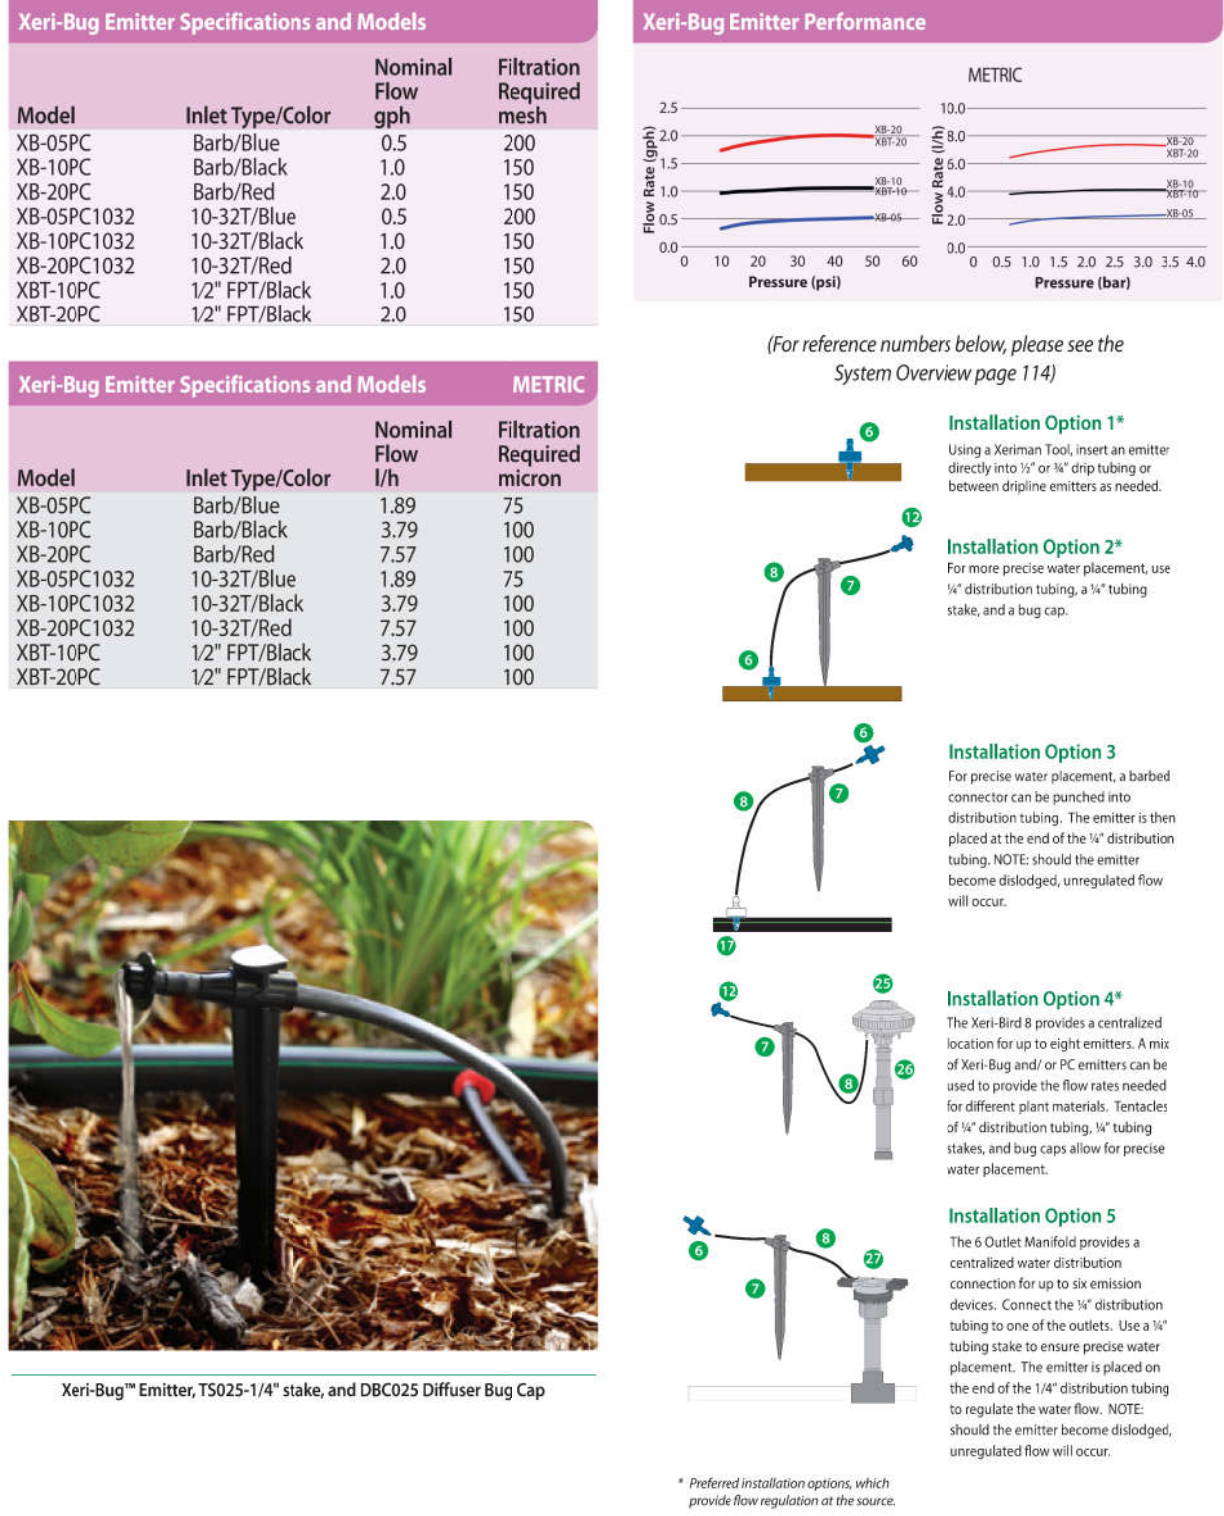 Xeri-Bug Emitter Specifications and Models
Nominal Filtration
Flow Required
Model Inlet Type/Color gph mesh
XB-05PC Barb/Blue 0.5 200
XB-10PC Barb/Black 1.0 150
XB-20PC Barb/Red 2.0 150
XB-05PC1032 10-32T/Blue 0.5 200
XB-10PC1032 10-32T/Black 1.0 150
XB-20PC1032 10-32T/Red 2.0 150
XBT-10PC 1/2" FPT/Black 1.0 150
XBT-20PC 1/2" FPT/Black 2.0 150
Xeri-Bug Emitter Specifications and Models METRIC
Nominal Filtration
Flow Required
Model Inlet Type/Color l/h micron
XB-05PC Barb/Blue 1.89 75
XB-10PC Barb/Black 3.79 100
XB-20PC Barb/Red 7.57 100
XB-05PC1032 10-32T/Blue 1.89 75
XB-10PC1032 10-32T/Black 3.79 100
XB-20PC1032 10-32T/Red 7.57 100
XBT-10PC 1/2" FPT/Black 3.79 100
XBT-20PC 1/2" FPT/Black 7.57 100
Xeri-Bug™ Emitter, TS025-1/4" stake, and DBC025 Diffuser Bug Cap
Xeri-Bug Emitter Performance
Flow Rate (gph)
2.5
2.0
1.5
1.0
0.5
0.0
XB-20
XBT-20
XB-10
XBT-10
XB-05
0 10 20 30 40 50 60
Pressure (psi)
METRIC
Flow Rate (l/h)
10.0
8.0
6.0
4.0
2.0
0.0
XB-20
XBT-20
XB-10
XBT-10
XB-05
0 0.5 1.0 1.5 2.0 2.5 3.0 3.5 4.0
Pressure (bar)
(For reference numbers below, please see the
System Overview page 114)
6
Installation Option 1*
Using a Xeriman Tool, insert an emitter
directly into ½" or ¾" drip tubing or
between dripline emitters as needed.
12
8
7
6
Installation Option 2*
For more precise water placement, use
¼" distribution tubing, a ¼" tubing
stake, and a bug cap.
6
7
8
17
Installation Option 3
For precise water placement, a barbed
connector can be punched into
distribution tubing. The emitter is then
placed at the end of the ¼" distribution
tubing. NOTE: should the emitter
become dislodged, unregulated flow
will occur.
12
25
7
26
8
Installation Option 4*
The Xeri-Bird 8 provides a centralized
location for up to eight emitters. A mix
of Xeri-Bug and/ or PC emitters can be
used to provide the flow rates needed
for different plant materials. Tentacles
of ¼" distribution tubing, ¼" tubing
stakes, and bug caps allow for precise
water placement.
6
8
27
7
Installation Option 5
The 6 Outlet Manifold provides a
centralized water distribution
connection for up to six emission
devices. Connect the ¼" distribution
tubing to one of the outlets. Use a ¼"
tubing stake to ensure precise water
placement. The emitter is placed on
the end of the 1/4" distribution tubing
to regulate the water flow. NOTE:
should the emitter become dislodged,
unregulated flow will occur.
* Preferred installation options, which
provide flow regulation at the source.